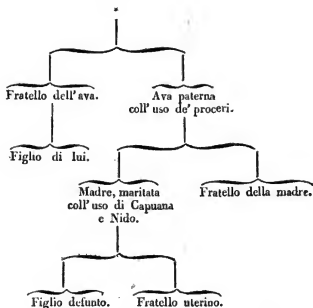 *
Fratello dell'ava.
Ava paterna
coll'uso de' proceri.
Figlio di lui.
Madre, maritata
coll'uso di Capuana
e Nido.
Fratello della madre.
Figlio defunto.
Fratello uterino.